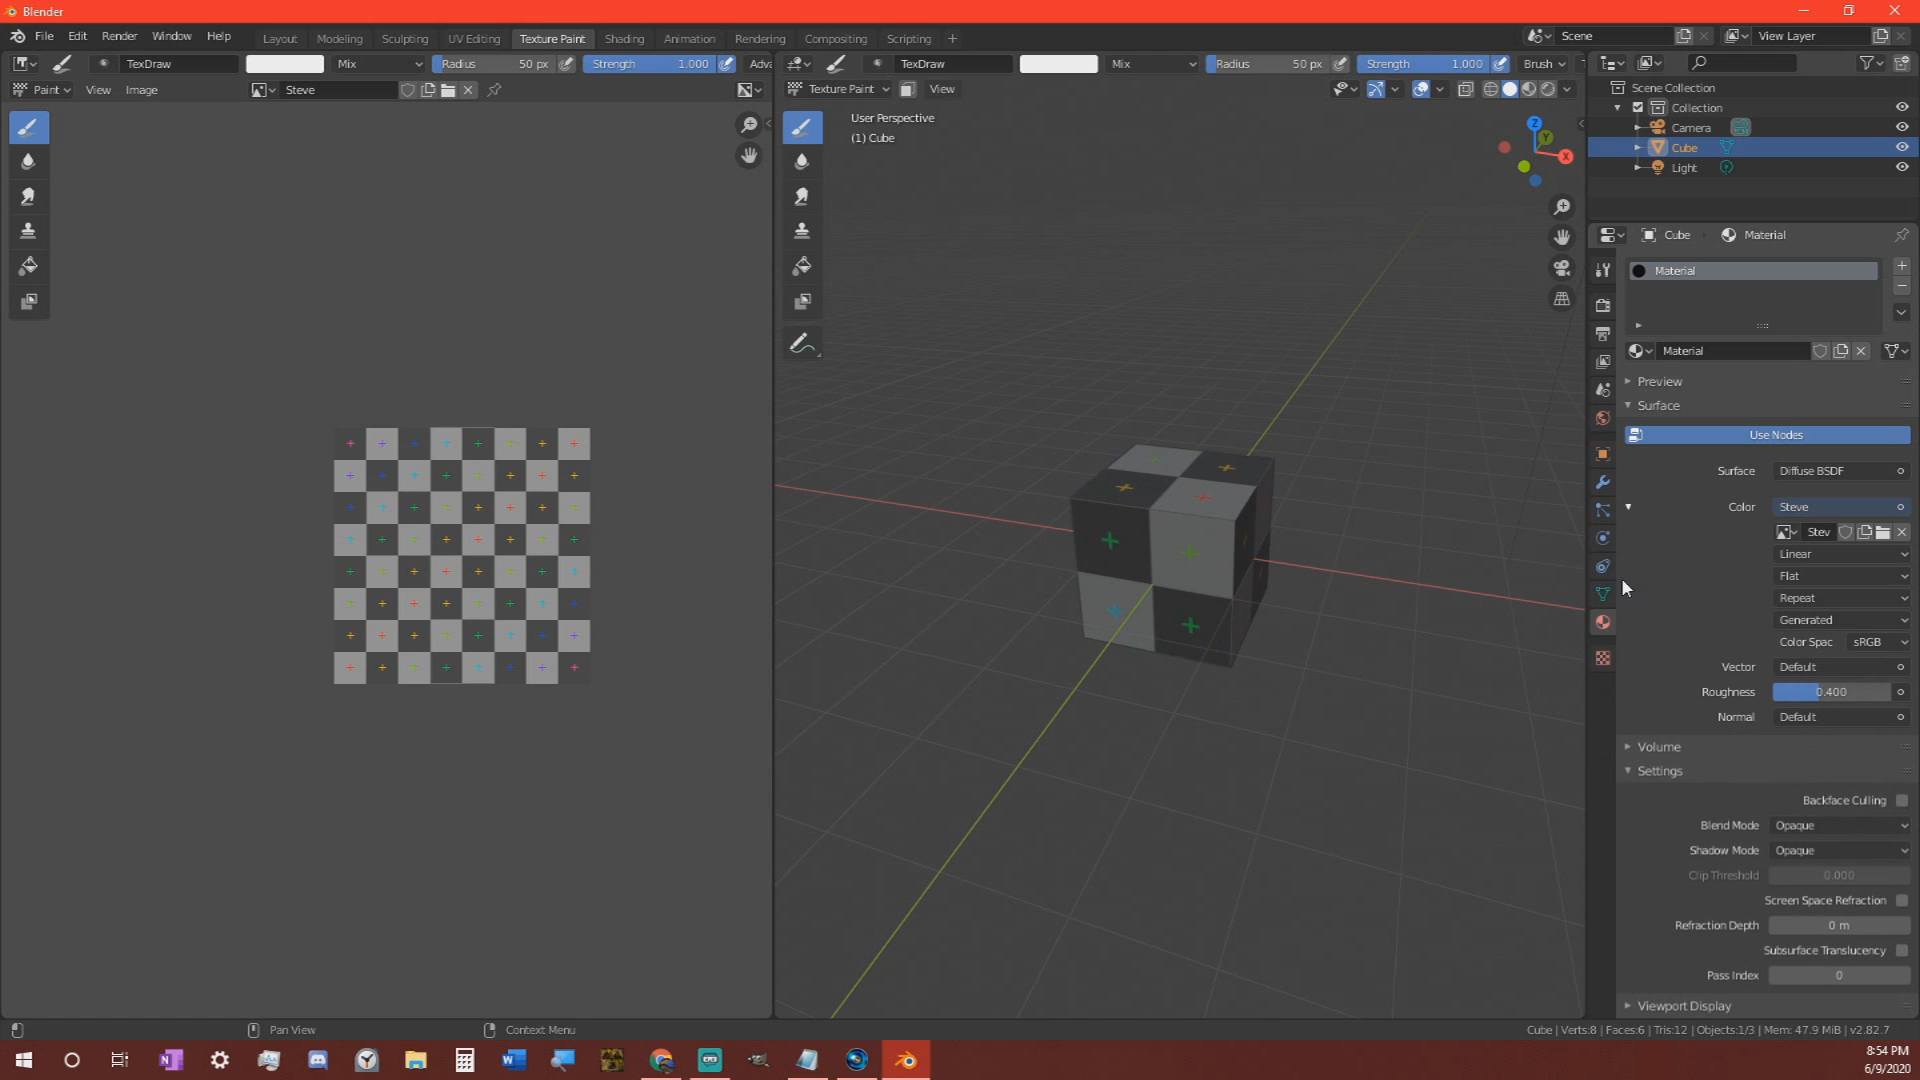 Blender
File Edit Render Window Help Layout Modeling Sculpting UV Editing Texture Paint Shading Animation Rendering Compositing Scripting + Scene View Layer
TexDraw Mix Radius 50 px Strength 1.000 Adva TexDraw Mix Radius 50 px Strength 1.000 Brush
Paint View Image Steve Texture Paint View
Scene Collection
Collection
Camera
Cube
Light
User Perspective
(1) Cube
Z
Y
X
Cube Material
Material
Material
Preview
Surface
Use Nodes
Surface Diffuse BSDF
Color Steve
Stev
Linear
Flat
Repeat
Generated
Color Spac sRGB
Vector Default
Roughness 0.400
Normal Default
Volume
Settings
Backface Culling
Blend Mode Opaque
Shadow Mode Opaque
Clip Threshold 0.000
Screen Space Refraction
Refraction Depth 0 m
Subsurface Translucency
Pass Index 0
Viewport Display
Pan View Context Menu Cube | Verts:8 | Faces:6 | Tris:12 | Objects:1/3 | Mem: 47.9 MiB | v2.82.7
8:54 PM
6/9/2020